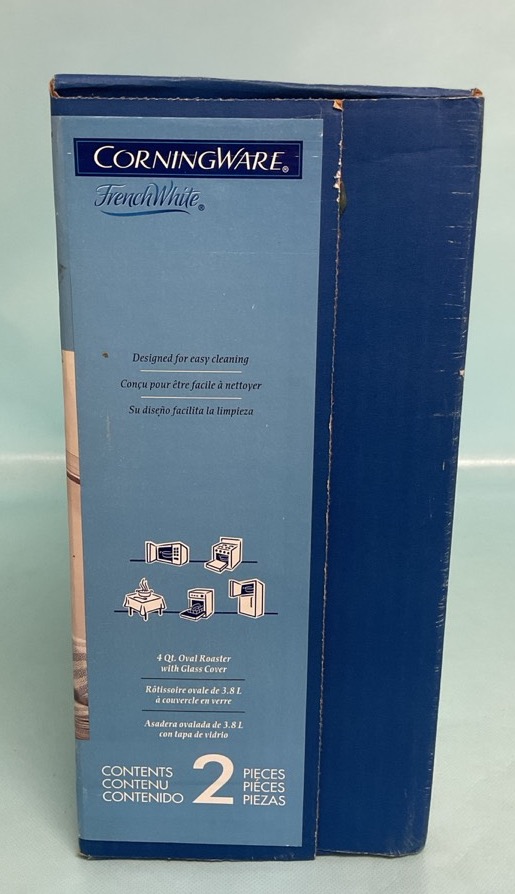 CORNINGWARE®
FrenchWhite®
Designed for easy cleaning
Conçu pour être facile à nettoyer
Su diseño facilita la limpieza
4 Qt. Oval Roaster
with Glass Cover
Rôtissoire ovale de 3.8 L
à couvercle en verre
Asadera ovalada de 3.8 L
con tapa de vidrio
CONTENTS
CONTENU
CONTENIDO
2
PIECES
PIÈCES
PIEZAS